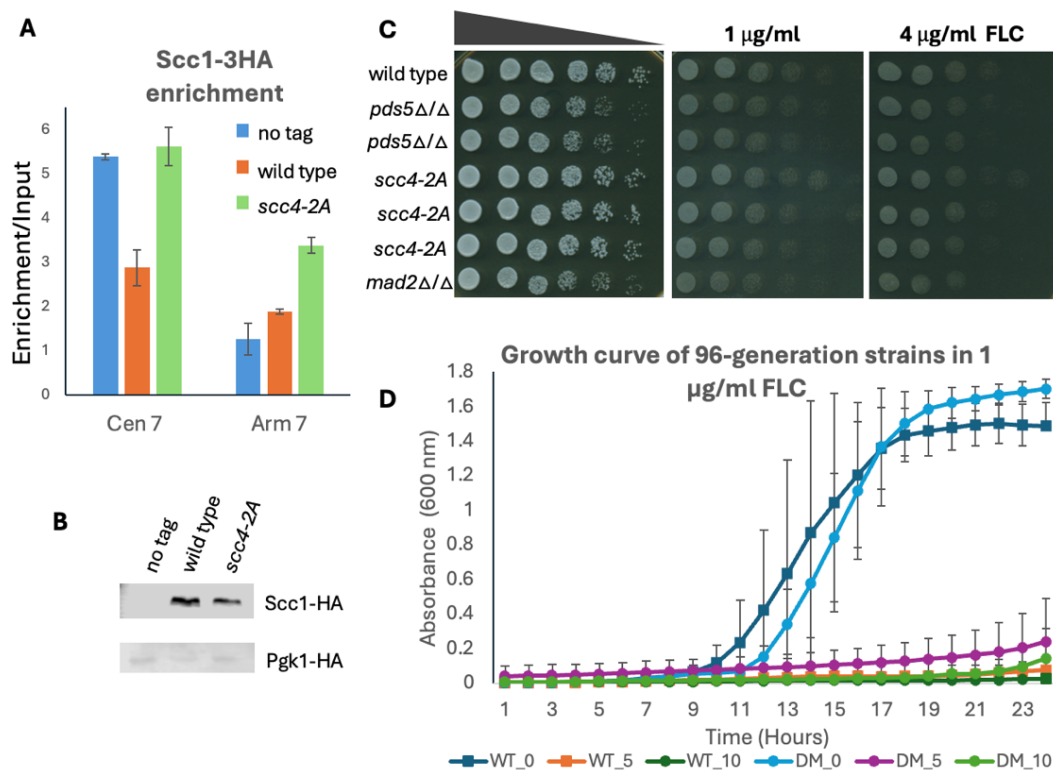 A
Scc1-3HA
enrichment
no tag
wild type
scc4-2A
Enrichment/Input
6
5
4
3
2
1
0
Cen 7
Arm 7
B
no tag
wild type
scc4-2A
Scc1-HA
Pgk1-HA
C
1 µg/ml
4 µg/ml FLC
wild type
pds5Δ/Δ
pds5Δ/Δ
scc4-2A
scc4-2A
scc4-2A
mad2Δ/Δ
D
Growth curve of 96-generation strains in 1
µg/ml FLC
Absorbance (600 nm)
1.8
1.6
1.4
1.2
1
0.8
0.6
0.4
0.2
0
1 3 5 7 9 11 13 15 17 19 21 23
Time (Hours)
WT_0 WT_5 WT_10 DM_0 DM_5 DM_10